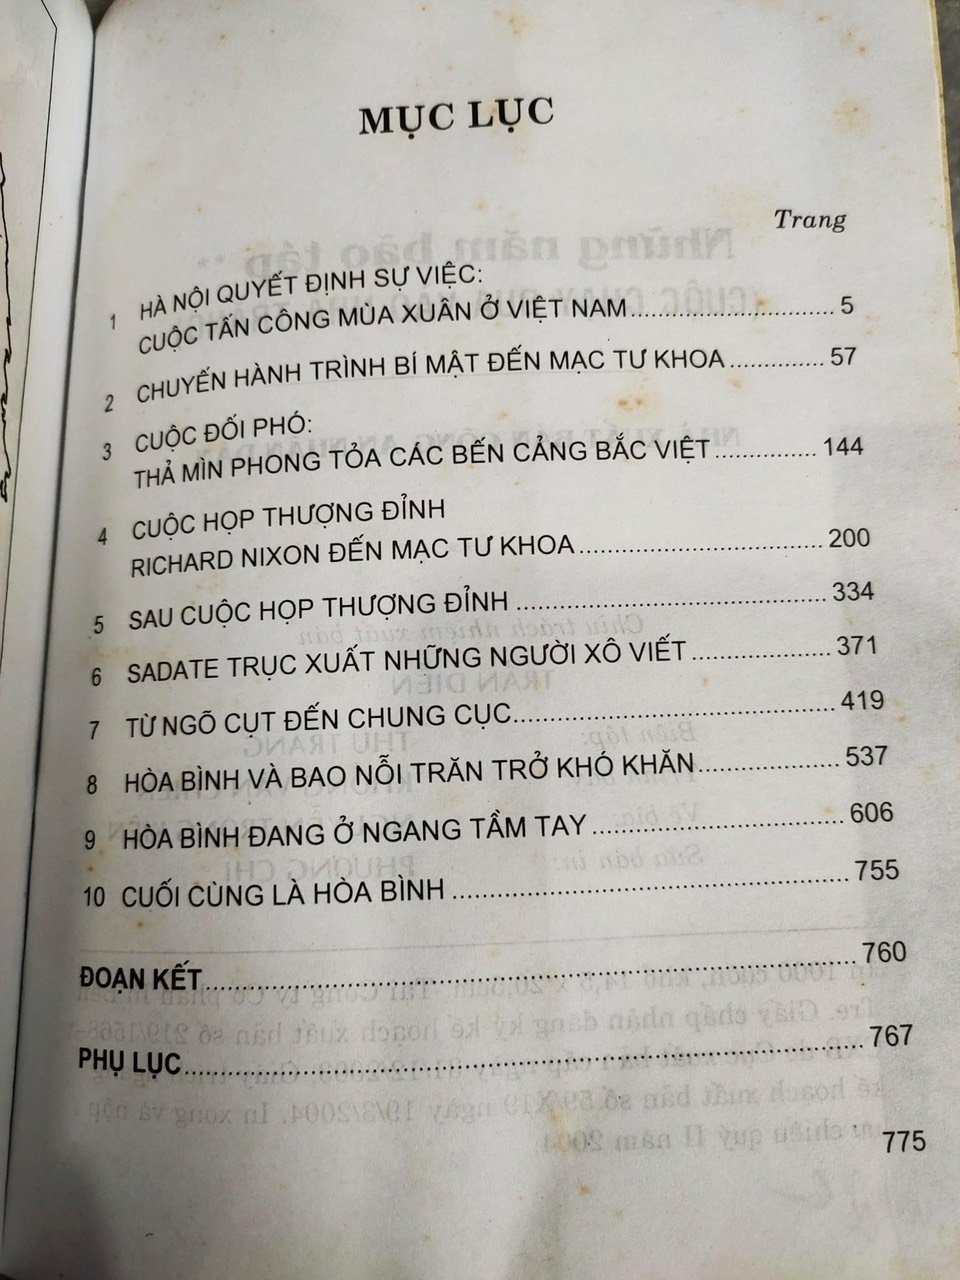 MỤC LỤC
Trang
1 HÀ NỘI QUYẾT ĐỊNH SỰ VIỆC:
CUỘC TẤN CÔNG MÙA XUÂN Ở VIỆT NAM.............................. 5
2 CHUYẾN HÀNH TRÌNH BÍ MẬT ĐẾN MẠC TƯ KHOA.............. 57
3 CUỘC ĐỐI PHÓ:
THẢ MÌN PHONG TỎA CÁC BẾN CẢNG BẮC VIỆT............... 144
4 CUỘC HỌP THƯỢNG ĐỈNH
RICHARD NIXON ĐẾN MẠC TƯ KHOA................................... 200
5 SAU CUỘC HỌP THƯỢNG ĐỈNH ............................................. 334
6 SADATE TRỤC XUẤT NHỮNG NGƯỜI XÔ VIẾT .................... 371
7 TỪ NGÕ CỤT ĐẾN CHUNG CỤC.............................................. 419
8 HÒA BÌNH VÀ BAO NỖI TRĂN TRỞ KHÓ KHĂN..................... 537
9 HÒA BÌNH ĐANG Ở NGANG TẦM TAY .................................... 606
10 CUỐI CÙNG LÀ HÒA BÌNH ........................................................ 755
ĐOẠN KẾT........................................................................................ 760
PHỤ LỤC........................................................................................... 767
775